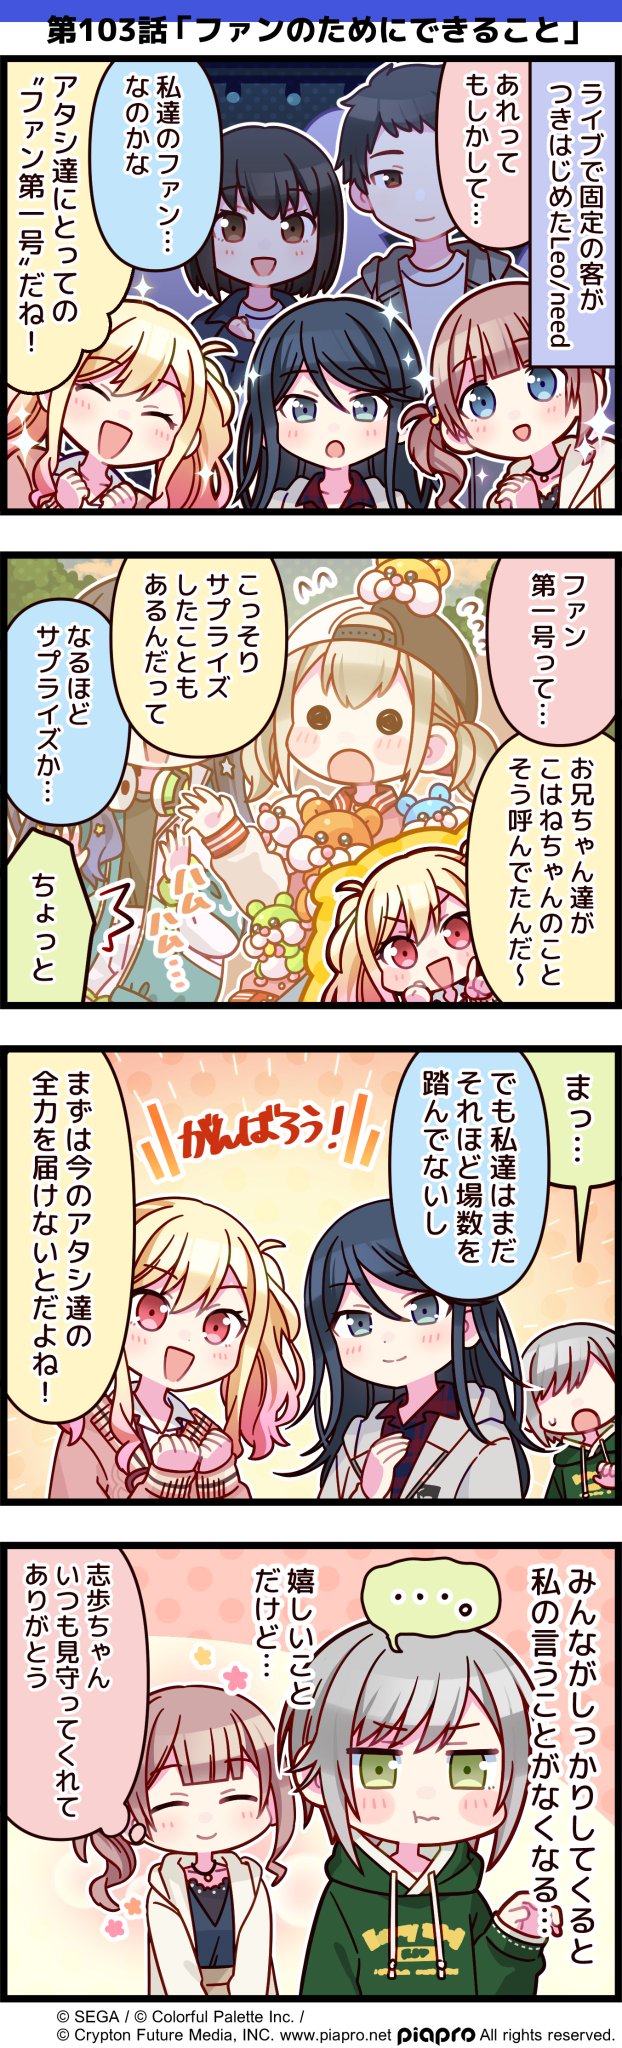 第103話「ファンのためにできること」
ライブで固定の客が
つきはじめたLeo/need
あれって
もしかして…
私達のファン…
なのかな
アタシ達にとっての
“ファン第一号”だね!
ファン
第一号って…
お兄ちゃん達が
こはねちゃんのこと
そう呼んでたんだ～
こっそり
サプライズ
したことも
あるんだって
なるほど
サプライズか…
ハム
ハム…
ちょっと
まっ…
でも私達はまだ
それほど場数を
踏んでないし
がんばろう!
まずは今のアタシ達の
全力を届けないとだよね!
みんながしっかりしてくると
私の言うことがなくなる…
…。
嬉しいこと
だけど…
志歩ちゃん
いつも見守ってくれて
ありがとう
© SEGA / © Colorful Palette Inc. /
© Crypton Future Media, INC. www.piapro.net piapro All rights reserved.